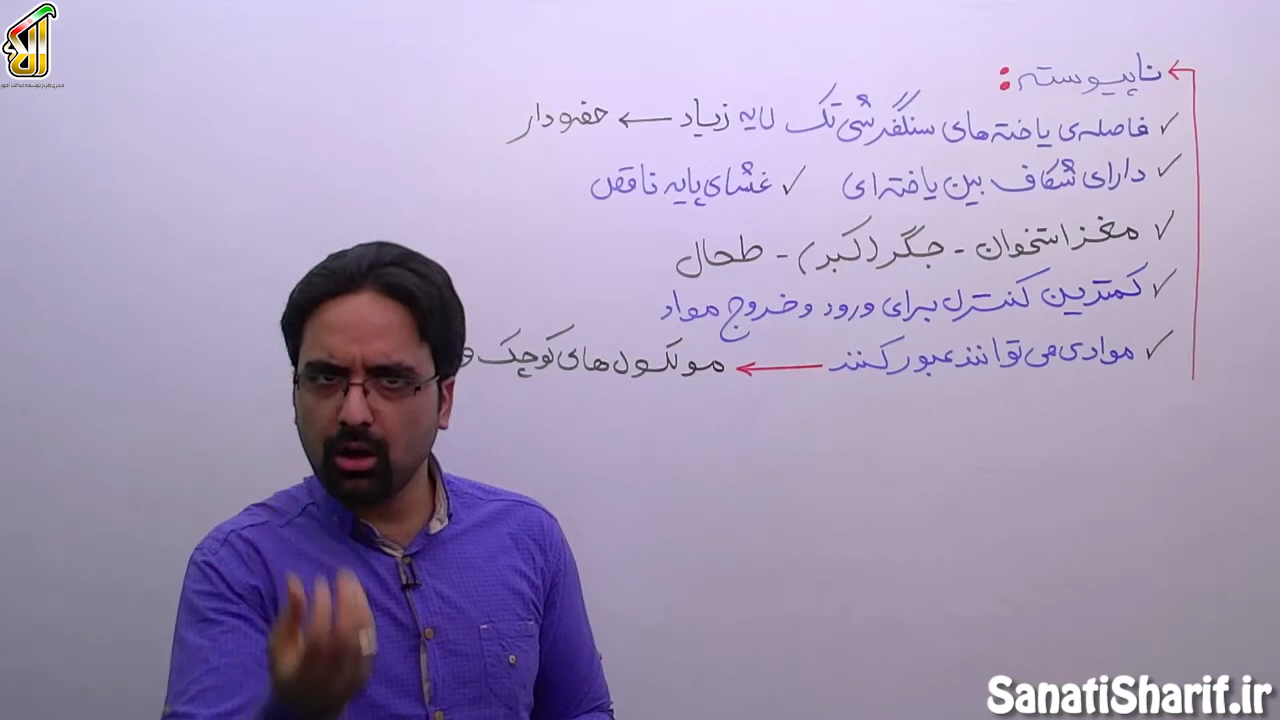 ناپیوسته:
✓ فاصله‌ی یاخته‌های سنگفرشی تک لایه زیاد ← حفره‌دار
✓ دارای شکاف بین یاخته‌ای ✓ غشای پایه ناقص
✓ مغز استخوان - جگر (کبد) - طحال
✓ کمترین کنترل برای ورود و خروج مواد
✓ موادی می‌توانند عبور کنند ← مولکول‌های کوچک و
آلاء
SanatiSharif.ir